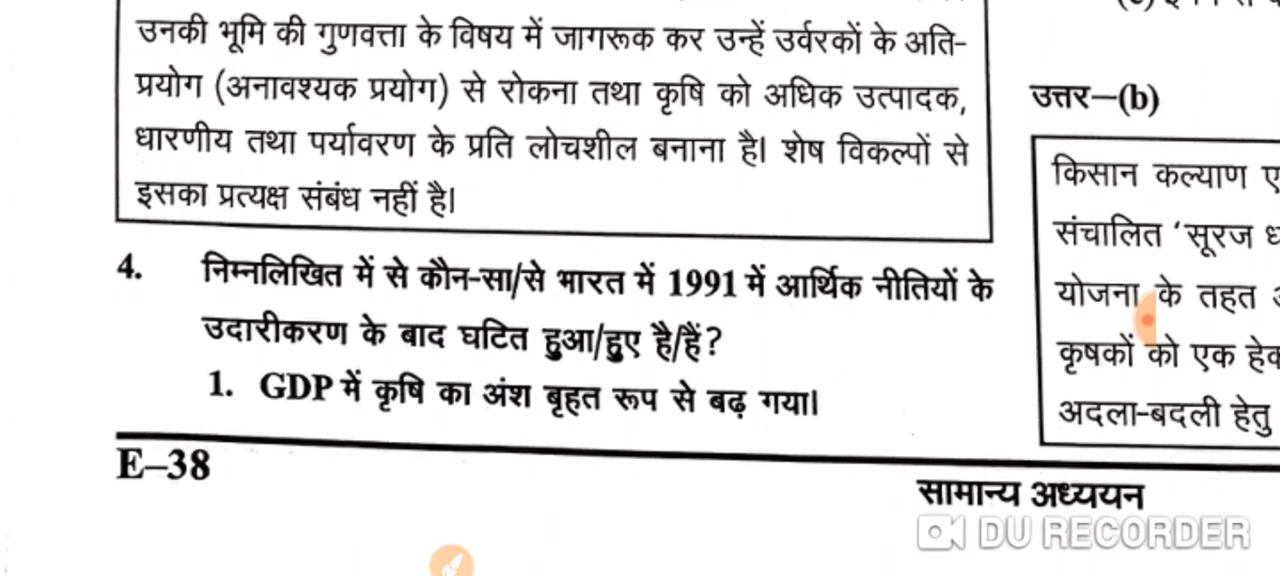 उनकी भूमि की गुणवत्ता के विषय में जागरूक कर उन्हें उर्वरकों के अति-
प्रयोग (अनावश्यक प्रयोग) से रोकना तथा कृषि को अधिक उत्पादक,
धारणीय तथा पर्यावरण के प्रति लोचशील बनाना है। शेष विकल्पों से
इसका प्रत्यक्ष संबंध नहीं है।
4. निम्नलिखित में से कौन-सा/से भारत में 1991 में आर्थिक नीतियों के
उदारीकरण के बाद घटित हुआ/हुए है/हैं?
1. GDP में कृषि का अंश बृहत रूप से बढ़ गया।
E–38
उत्तर–(b)
किसान कल्याण
संचालित 'सूरज
योजना के तहत
कृषकों को एक
अदला-बदली हेतु
सामान्य अध्ययन
DU RECORDER